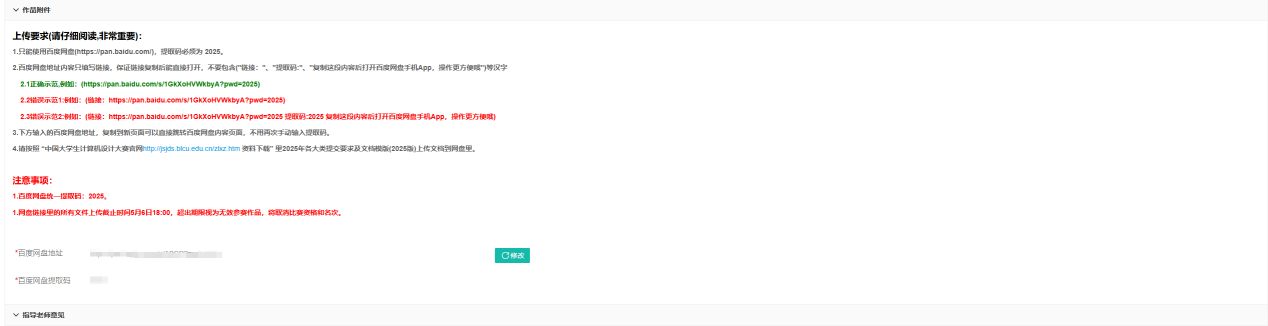 作品附件
上传要求(请仔细阅读,非常重要)：
1.只能使用百度网盘(https://pan.baidu.com/)，提取码必须为 2025。
2.百度网盘地址内容只填写链接，保证链接复制后能直接打开，不要包含("链接："、"提取码:"、"复制这段内容后打开百度网盘手机App，操作更方便哦")等汉字
2.1正确示范,例如：(https://pan.baidu.com/s/1GkXoHVWkbyA?pwd=2025)
2.2错误示范1:例如：(链接：https://pan.baidu.com/s/1GkXoHVWkbyA?pwd=2025)
2.3错误示范2:例如：(链接：https://pan.baidu.com/s/1GkXoHVWkbyA?pwd=2025 提取码:2025 复制这段内容后打开百度网盘手机App，操作更方便哦)
3.下方输入的百度网盘地址，复制到新页面可以直接跳转百度网盘内容页面，不用再次手动输入提取码。
4.请按照 "中国大学生计算机设计大赛官网http://jsjds.blcu.edu.cn/zlxz.htm 资料下载" 里2025年各大类提交要求及文档模版(2025版)上传文档到网盘里。
注意事项：
1.百度网盘统一提取码：2025。
1.网盘链接里的所有文件上传截止时间5月6日18:00，超出期限视为无效参赛作品，将取消比赛资格和名次。
*百度网盘地址
修改
*百度网盘提取码
指导老师意见